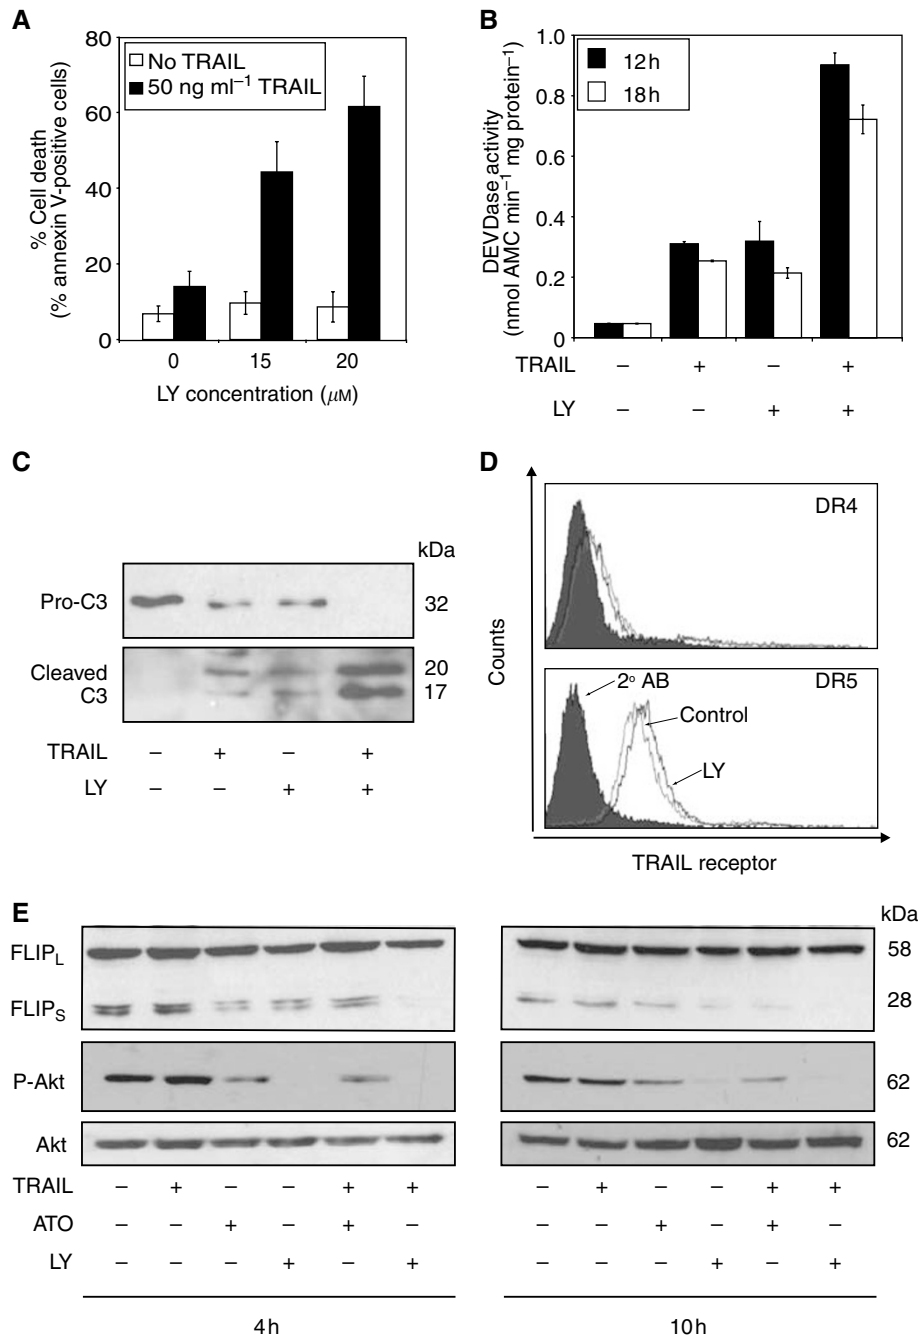 A
80
60
40
20
0
% Cell death
(% annexin V-positive cells)
No TRAIL
50 ng ml⁻¹ TRAIL
0 15 20
LY concentration (μM)
B
1.0
0.8
0.6
0.4
0.2
0
DEVDase activity
(nmol AMC min⁻¹ mg protein⁻¹)
12h
18h
TRAIL – + – +
LY – – + +
C
kDa
Pro-C3 32
Cleaved C3
20
17
TRAIL – + – +
LY – – + +
D
Counts
DR4
DR5
2° AB
Control
LY
TRAIL receptor
E
kDa
FLIP_L 58
FLIP_S 28
P-Akt 62
Akt 62
TRAIL – + – – + + – + – – + +
ATO – – + – + – – – + – + –
LY – – – + – + – – – + – +
4h 10h